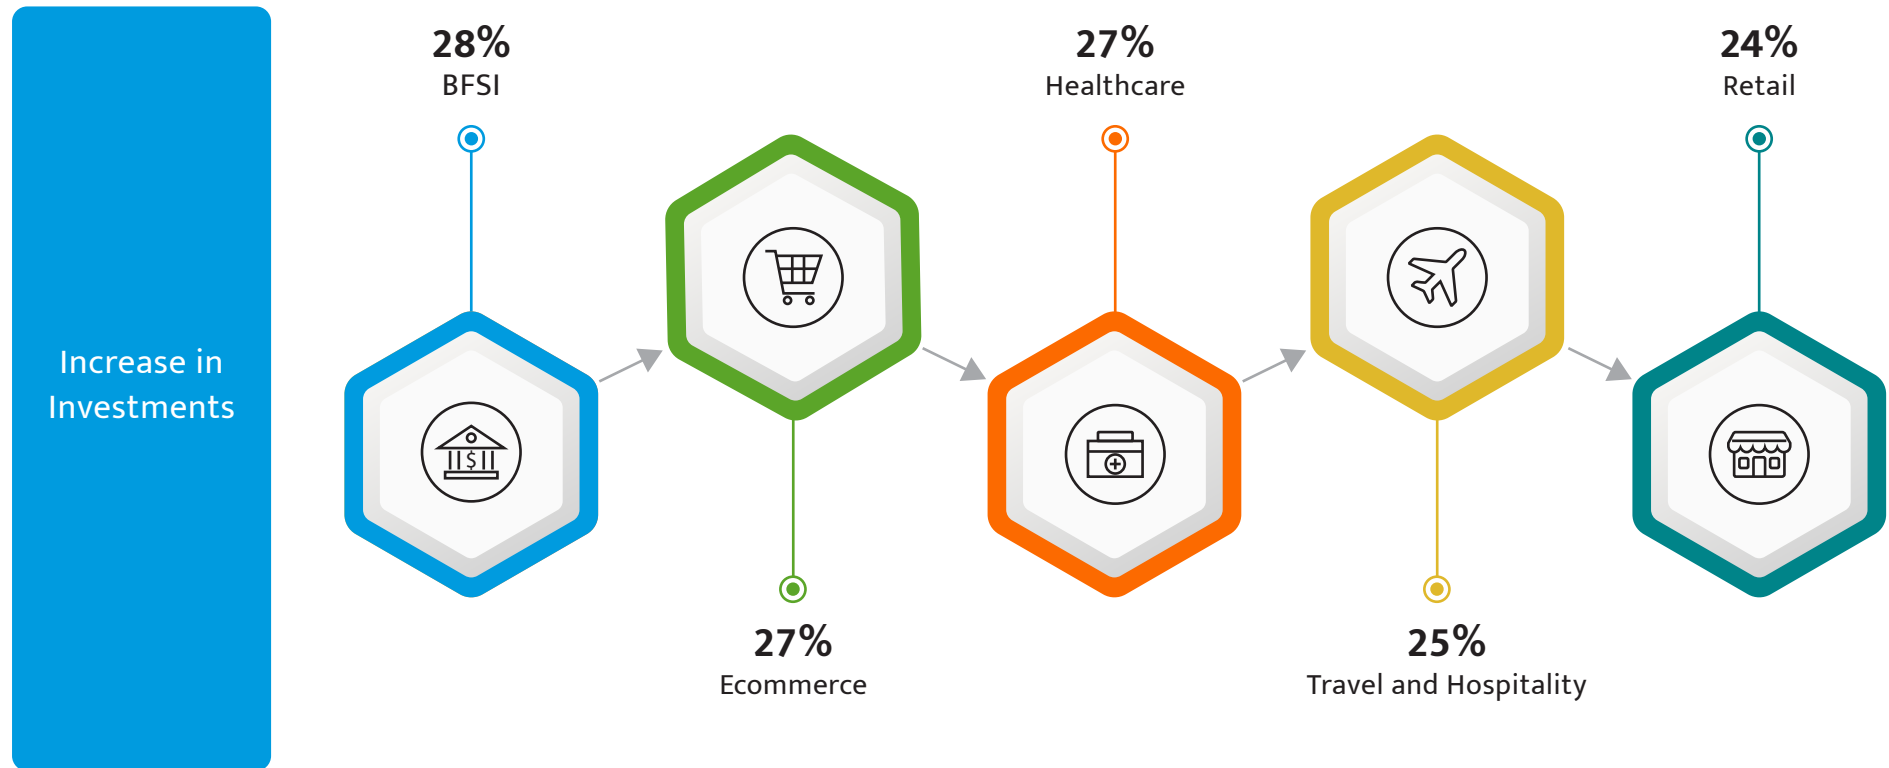 Increase in
Investments
28%
BFSI
27%
Ecommerce
27%
Healthcare
25%
Travel and Hospitality
24%
Retail
$